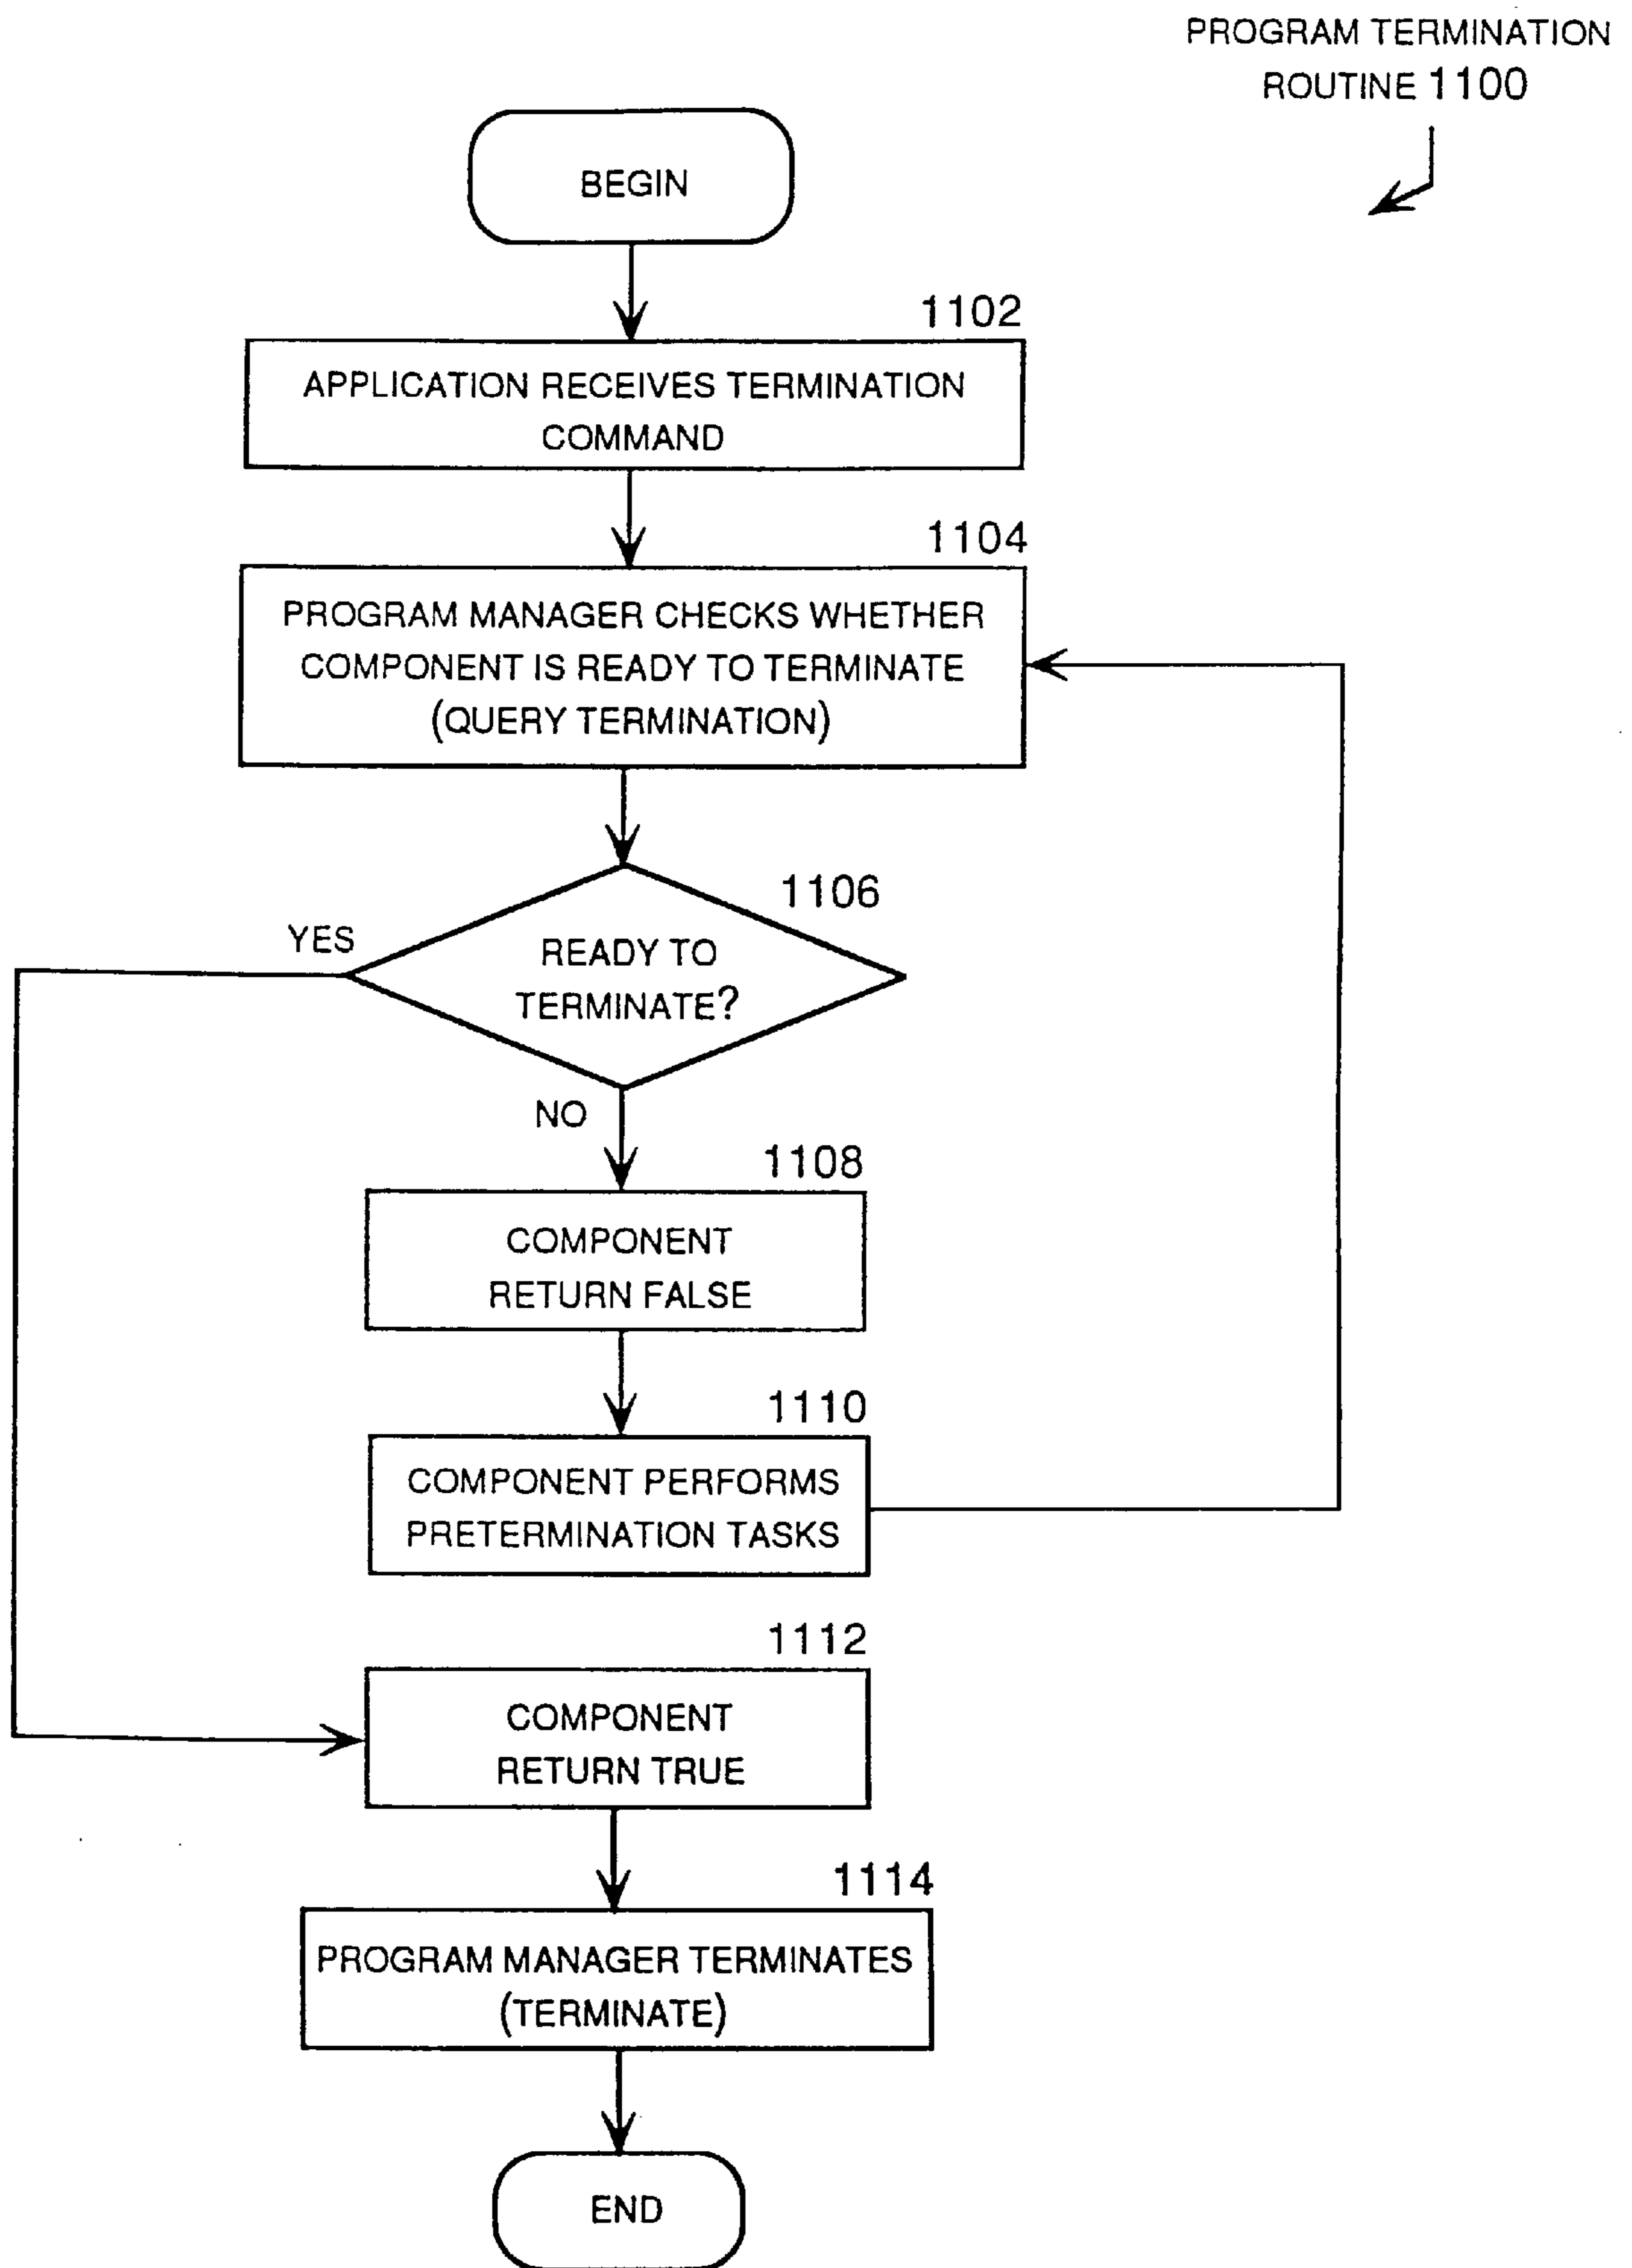 PROGRAM TERMINATION
ROUTINE 1100
BEGIN
1102
APPLICATION RECEIVES TERMINATION
COMMAND
1104
PROGRAM MANAGER CHECKS WHETHER
COMPONENT IS READY TO TERMINATE
(QUERY TERMINATION)
1106
YES
READY TO
TERMINATE?
NO
1108
COMPONENT
RETURN FALSE
1110
COMPONENT PERFORMS
PRETERMINATION TASKS
1112
COMPONENT
RETURN TRUE
1114
PROGRAM MANAGER TERMINATES
(TERMINATE)
END